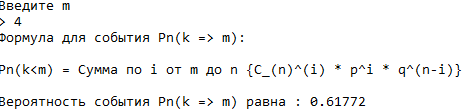 Введите m
> 4
Формула для события Pn(k => m):
Pn(k<m) = Сумма по i от m до n {C_(n)^(i) * p^i * q^(n-i)}
Вероятность события Pn(k => m) равна : 0.61772